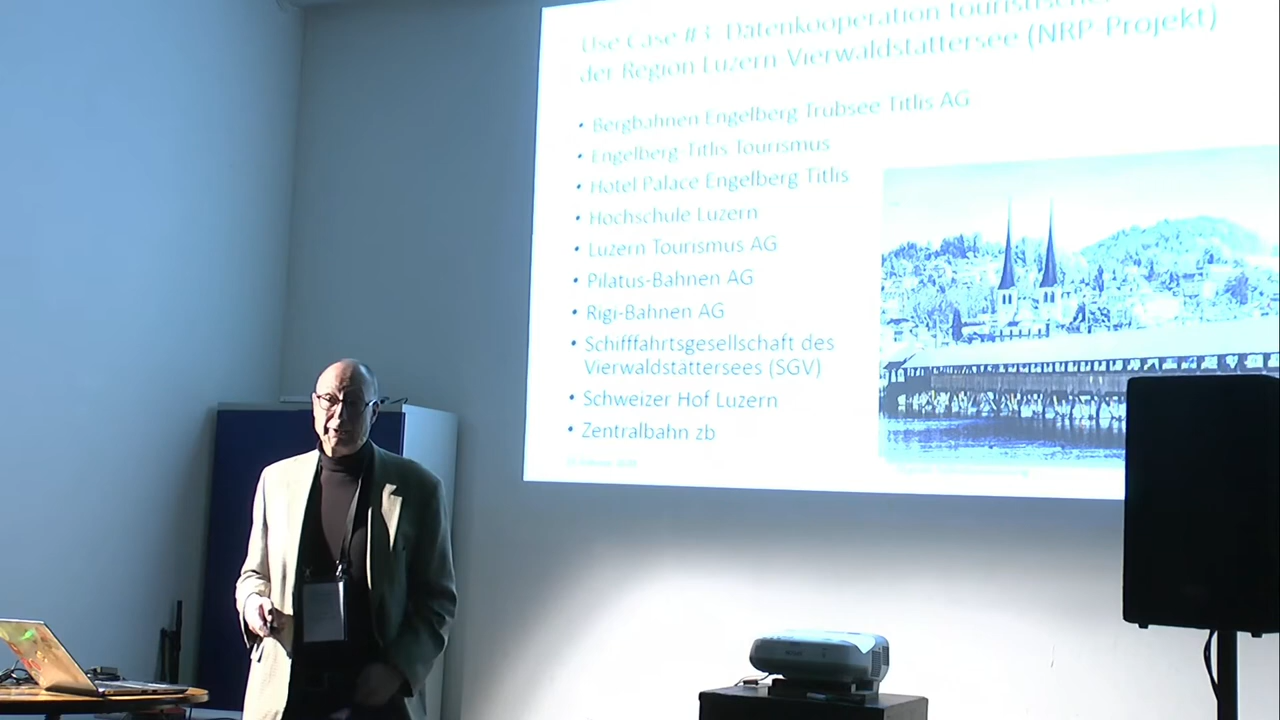 Use Case #3: Datenkooperation touristischer
der Region Luzern-Vierwaldstättersee (NRP-Projekt)
• Bergbahnen Engelberg Trübsee Titlis AG
• Engelberg-Titlis Tourismus
• Hotel Palace Engelberg Titlis
• Hochschule Luzern
• Luzern Tourismus AG
• Pilatus-Bahnen AG
• Rigi-Bahnen AG
• Schifffahrtsgesellschaft des
Vierwaldstättersees (SGV)
• Schweizer Hof Luzern
• Zentralbahn zb